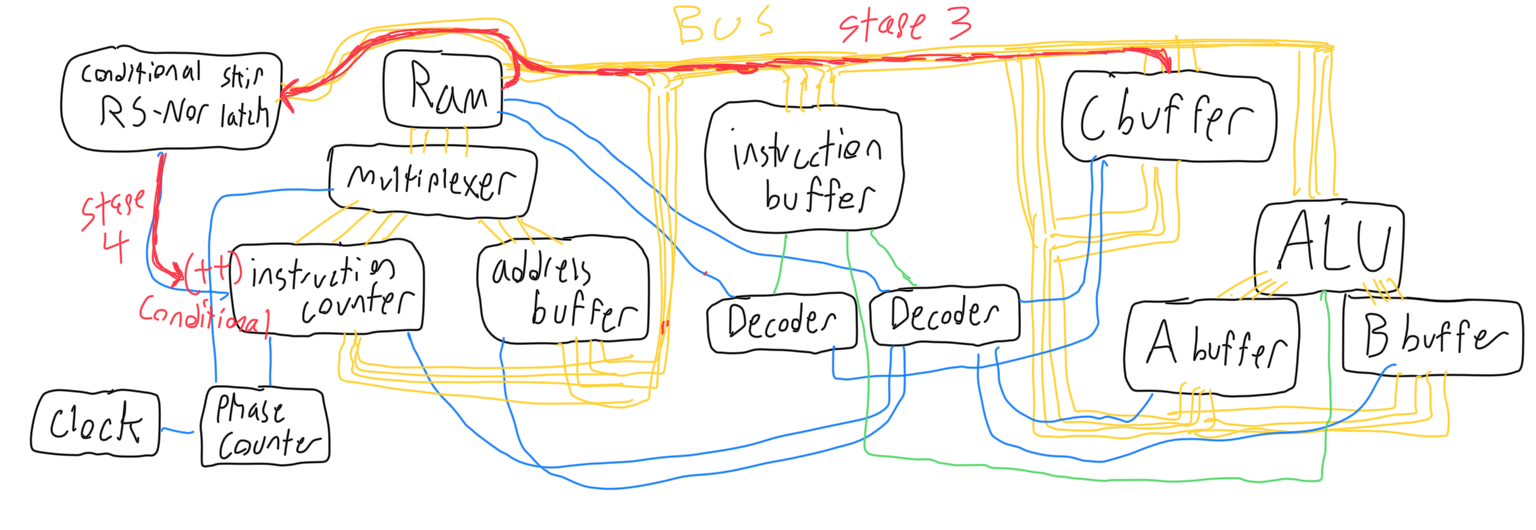 BUS
stage 3
conditional skip
RS-Nor latch
Ram
multiplexer
instruction
buffer
C buffer
stage
4
(++)
conditional
instruction
counter
address
buffer
Decoder
Decoder
ALU
A buffer
B buffer
Clock
Phase
counter